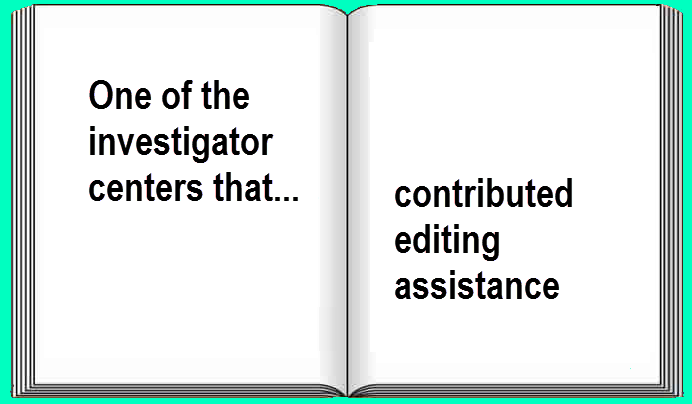 One of the
investigator
centers that...
contributed
editing
assistance